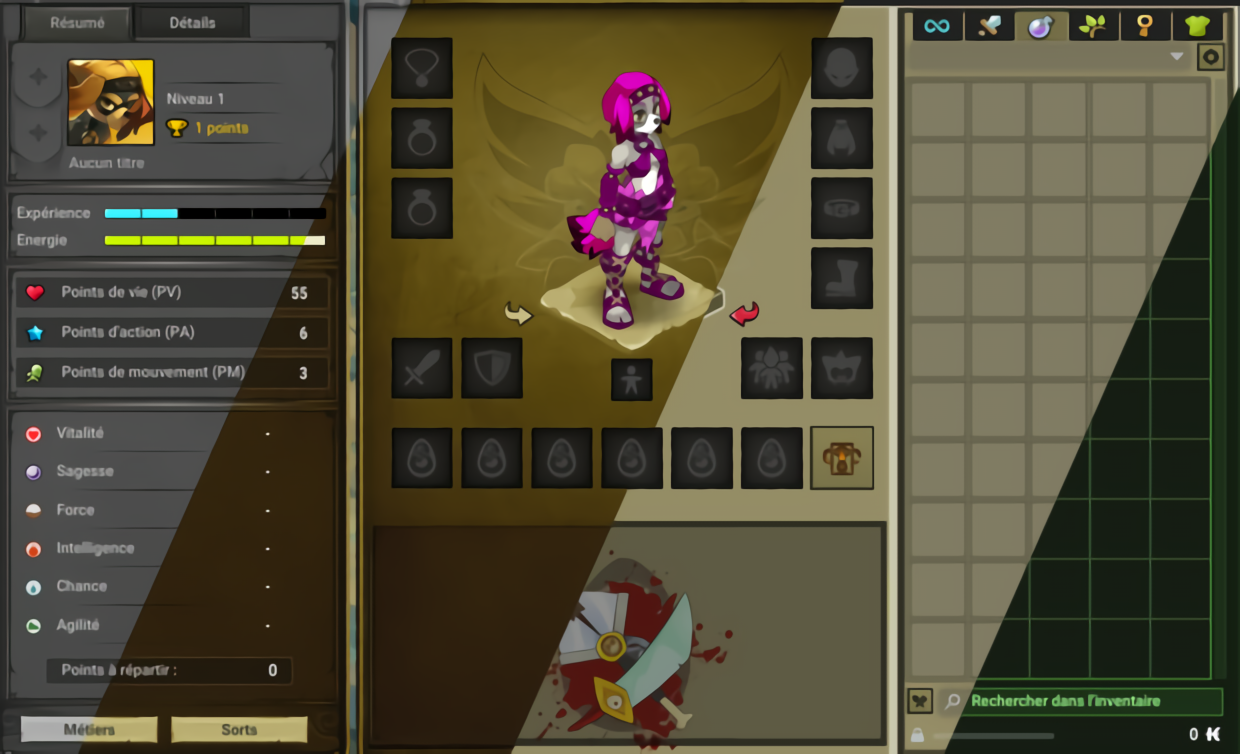 Résumé
Détails
Niveau 1
1 points
Aucun titre
Expérience
Energie
Points de vie (PV) 55
Points d'action (PA) 6
Points de mouvement (PM) 3
Vitalité -
Sagesse -
Force -
Intelligence -
Chance -
Agilité -
Points à répartir : 0
Métiers
Sorts
Rechercher dans l'inventaire
0 K